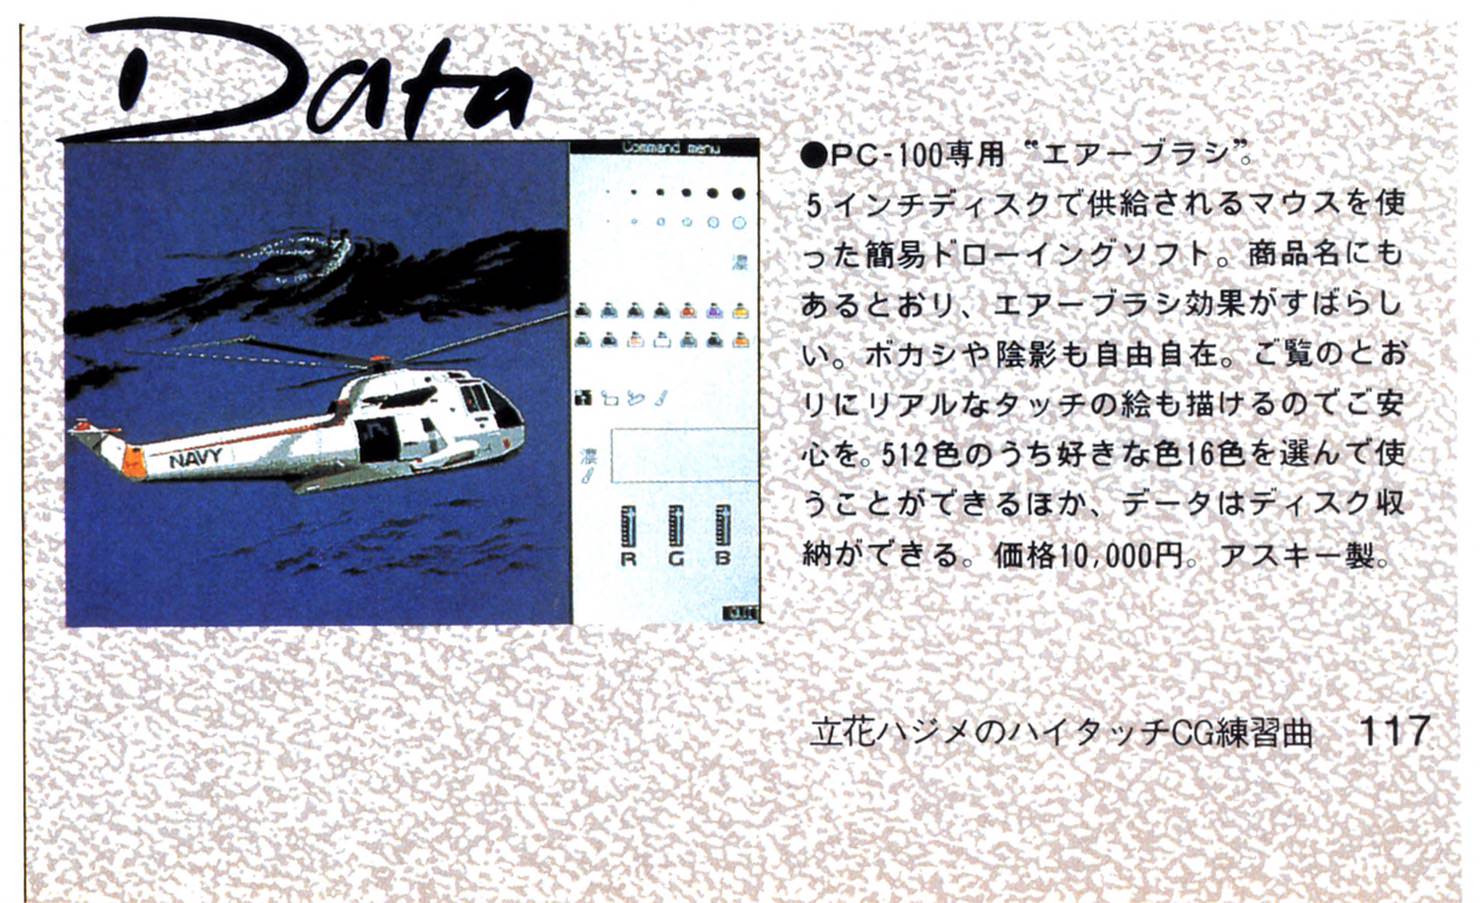 Data
Command menu
濃
NAVY
濃
R G B
●PC-100専用“エアーブラシ”。
5インチディスクで供給されるマウスを使
った簡易ドローイングソフト。商品名にも
あるとおり、エアーブラシ効果がすばらし
い。ボカシや陰影も自由自在。ご覧のとお
りにリアルなタッチの絵も描けるのでご安
心を。512色のうち好きな色16色を選んで使
うことができるほか、データはディスク収
納ができる。価格10,000円。アスキー製。
立花ハジメのハイタッチCG練習曲 117